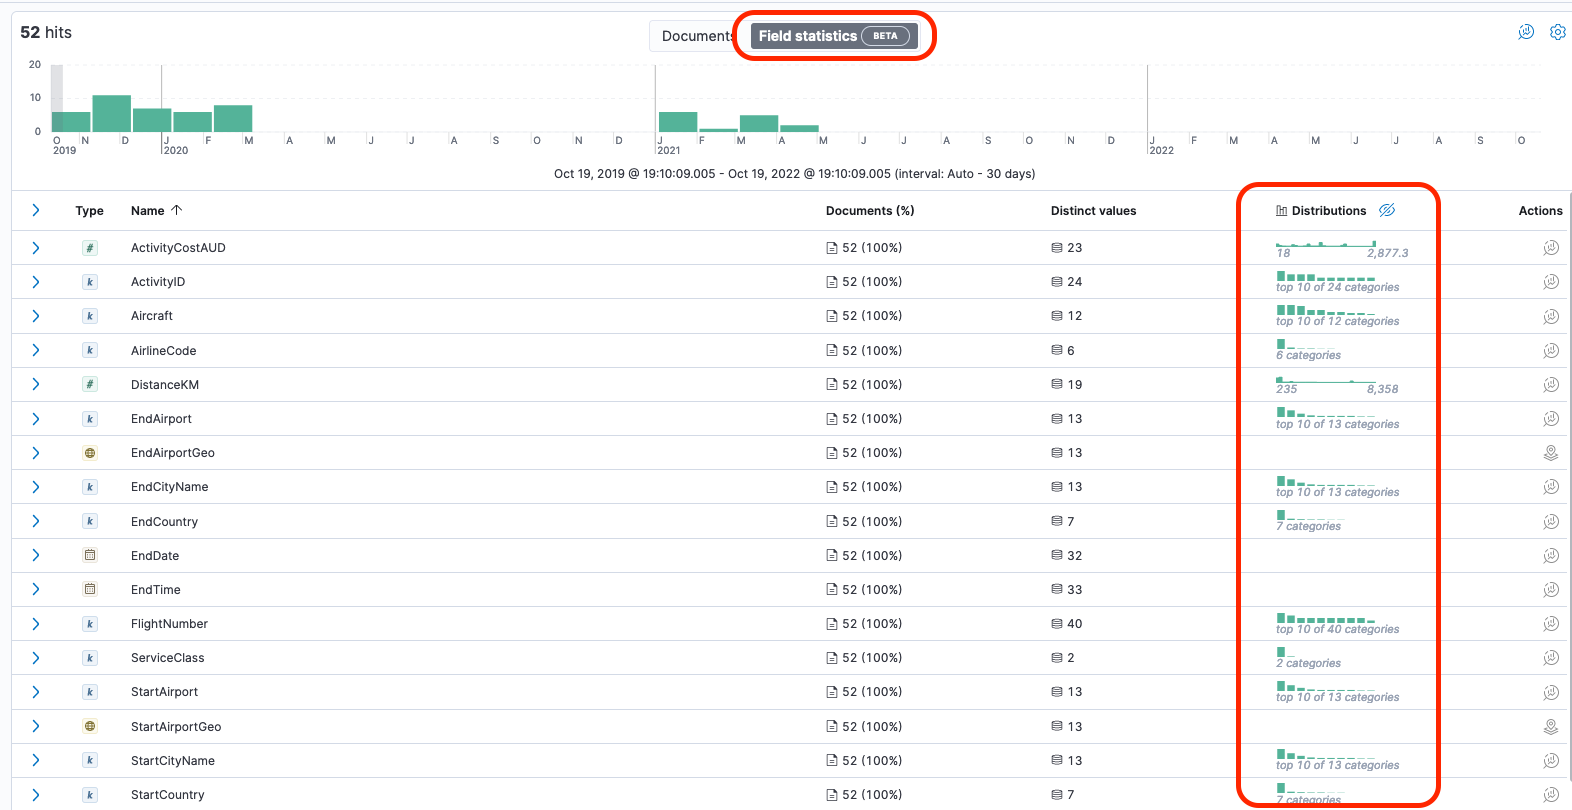 52 hits
Documents Field statistics BETA
20
10
0
O N D J F M A M J J A S O N D J F M A M J J A S O N D J F M A M J J A S O
2019 2020 2021 2022
Oct 19, 2019 @ 19:10:09.005 - Oct 19, 2022 @ 19:10:09.005 (interval: Auto - 30 days)
Type Name Documents (%) Distinct values Distributions Actions
# ActivityCostAUD 52 (100%) 23 18 2,877.3
k ActivityID 52 (100%) 24 top 10 of 24 categories
k Aircraft 52 (100%) 12 top 10 of 12 categories
k AirlineCode 52 (100%) 6 6 categories
# DistanceKM 52 (100%) 19 235 8,358
k EndAirport 52 (100%) 13 top 10 of 13 categories
EndAirportGeo 52 (100%) 13
k EndCityName 52 (100%) 13 top 10 of 13 categories
k EndCountry 52 (100%) 7 7 categories
EndDate 52 (100%) 32
EndTime 52 (100%) 33
k FlightNumber 52 (100%) 40 top 10 of 40 categories
k ServiceClass 52 (100%) 2 2 categories
k StartAirport 52 (100%) 13 top 10 of 13 categories
StartAirportGeo 52 (100%) 13
k StartCityName 52 (100%) 13 top 10 of 13 categories
k StartCountry 52 (100%) 7 7 categories